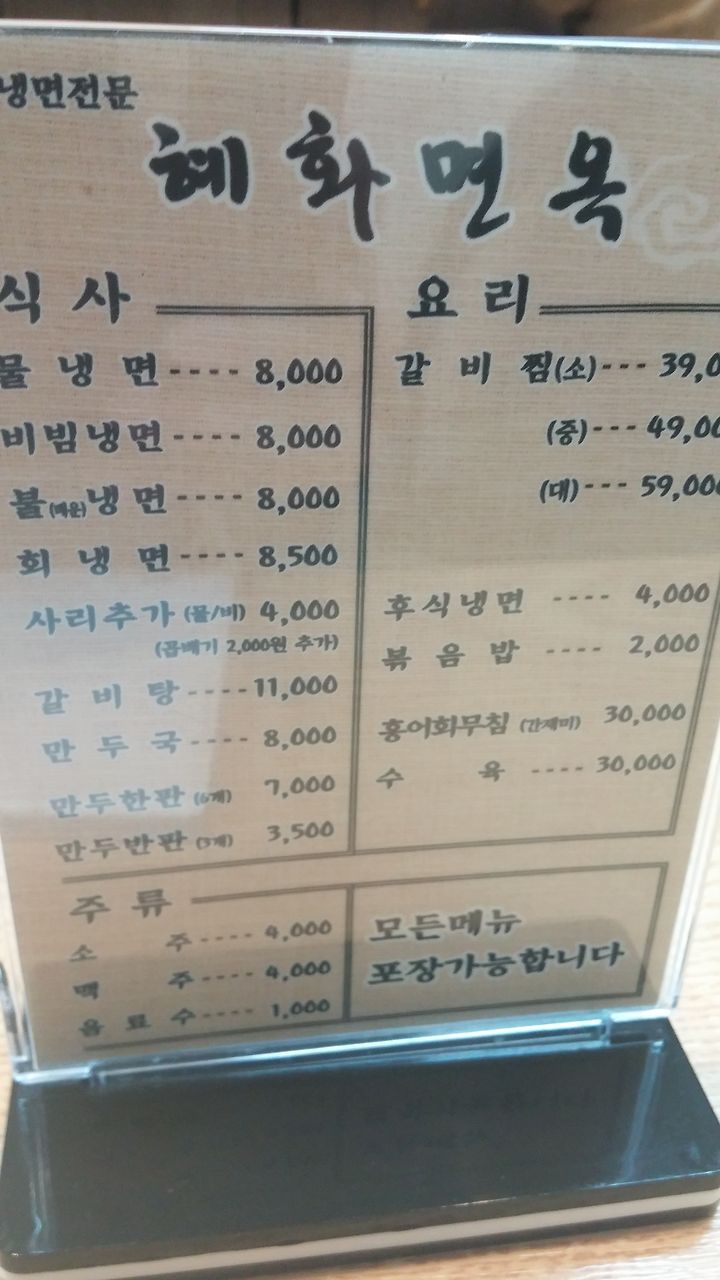 냉면전문
혜화면옥
식사
물냉면---- 8,000
비빔냉면---- 8,000
불(매운)냉면---- 8,000
회냉면---- 8,500
사리추가(물/비) 4,000
(곱배기 2,000원 추가)
갈비탕----11,000
만두국---- 8,000
만두한판(6개) 7,000
만두반판(3개) 3,500
요리
갈비찜(소)--- 39,0
(중)--- 49,00
(대)--- 59,000
후식냉면 ---- 4,000
볶음밥 ---- 2,000
홍어회무침(간재미) 30,000
수육 ---- 30,000
주류
소주---- 4,000
맥주---- 4,000
음료수---- 1,000
모든메뉴
포장가능합니다